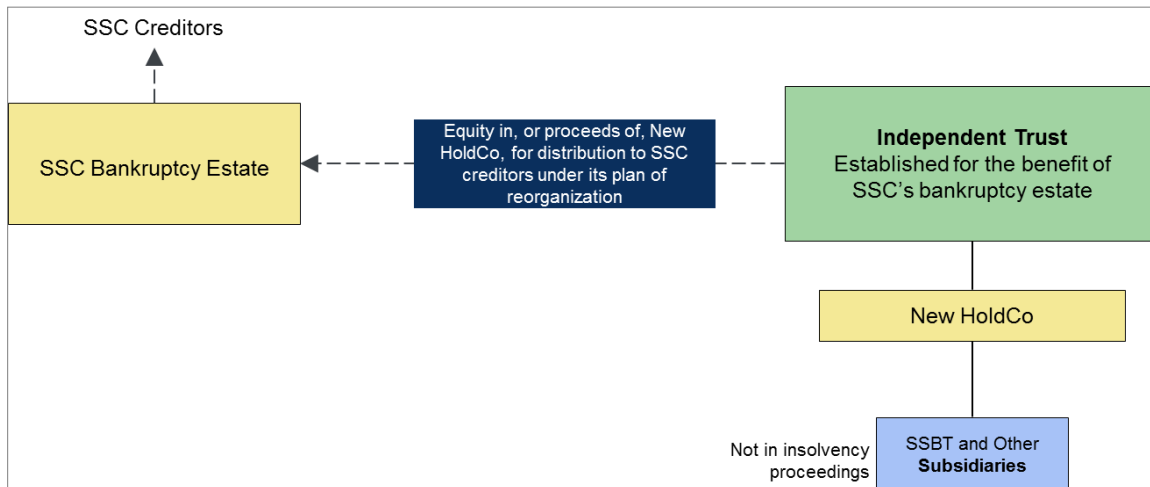 SSC Creditors
SSC Bankruptcy Estate
Equity in, or proceeds of, New
HoldCo, for distribution to SSC
creditors under its plan of
reorganization
Independent Trust
Established for the benefit of
SSC's bankruptcy estate
New HoldCo
Not in insolvency
proceedings
SSBT and Other
Subsidiaries